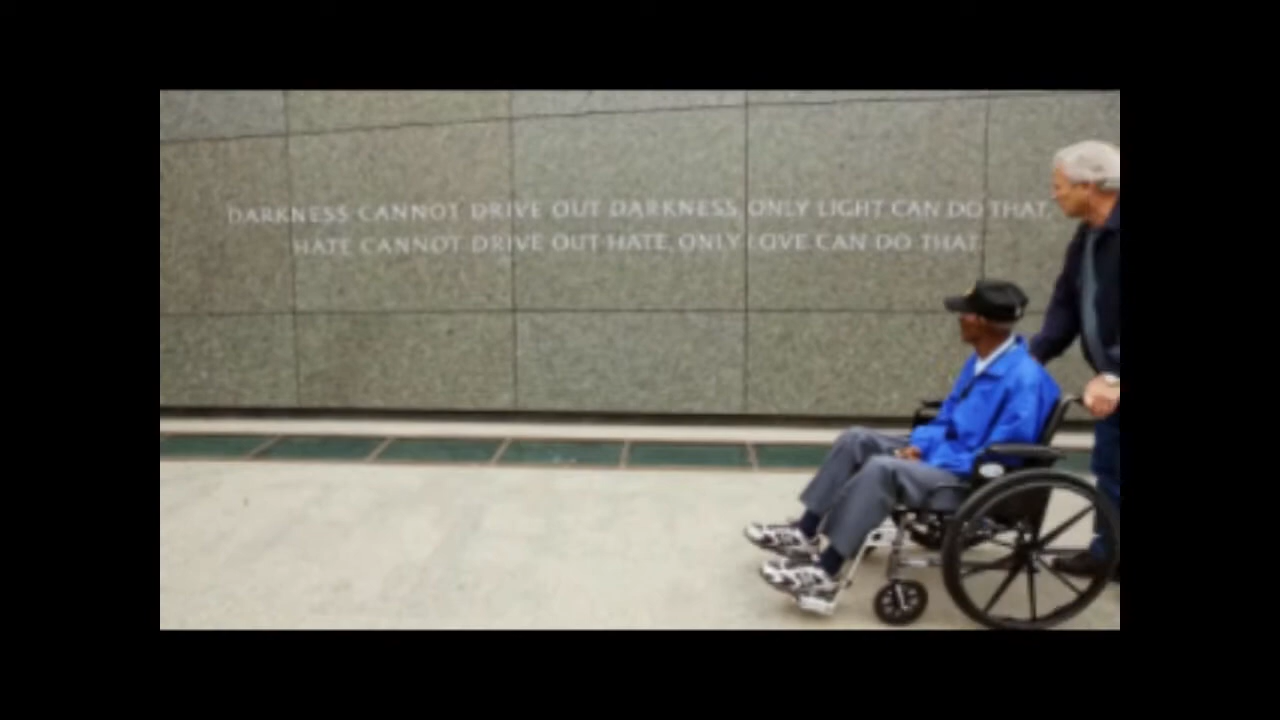 DARKNESS CANNOT DRIVE OUT DARKNESS, ONLY LIGHT CAN DO THAT.
HATE CANNOT DRIVE OUT HATE, ONLY LOVE CAN DO THAT